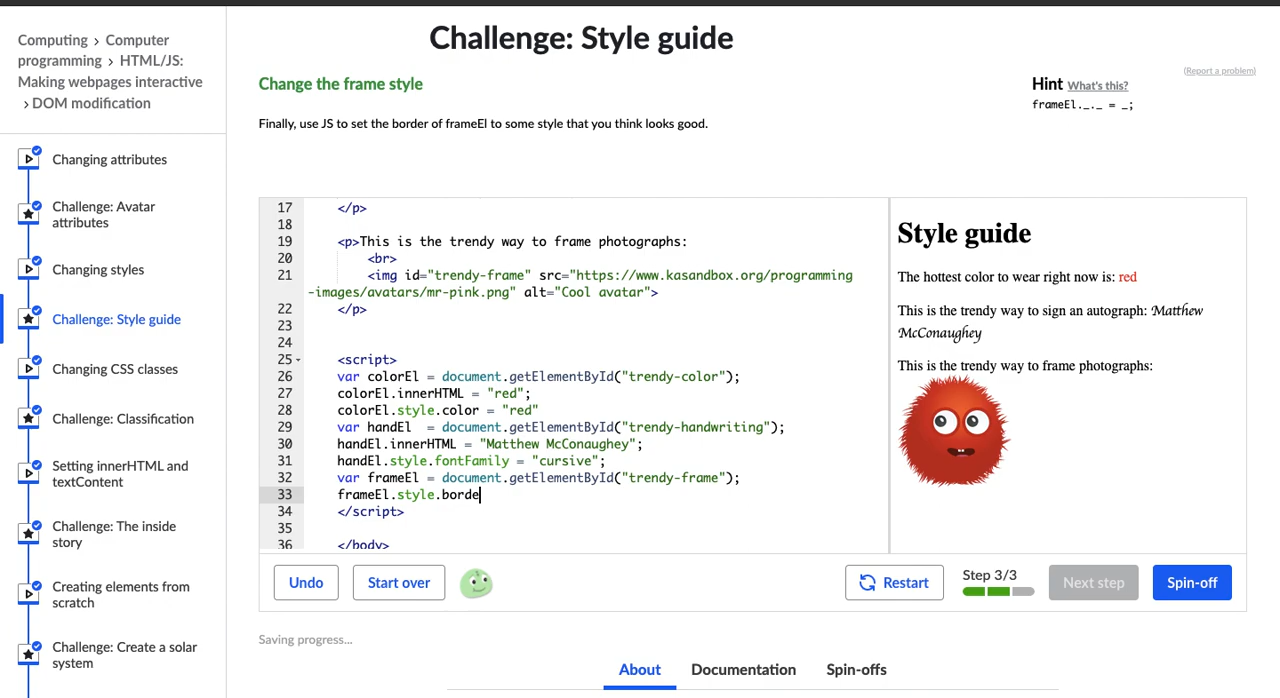 Computing › Computer
programming › HTML/JS:
Making webpages interactive
› DOM modification
Changing attributes
Challenge: Avatar
attributes
Changing styles
Challenge: Style guide
Changing CSS classes
Challenge: Classification
Setting innerHTML and
textContent
Challenge: The inside
story
Creating elements from
scratch
Challenge: Create a solar
system
Challenge: Style guide
Change the frame style
Finally, use JS to set the border of frameEl to some style that you think looks good.
Hint What's this?
frameEl._._ = _;
(Report a problem)
17 </p>
18
19 <p>This is the trendy way to frame photographs:
20 <br>
21 <img id="trendy-frame" src="https://www.kasandbox.org/programming
-images/avatars/mr-pink.png" alt="Cool avatar">
22 </p>
23
24
25 <script>
26 var colorEl = document.getElementById("trendy-color");
27 colorEl.innerHTML = "red";
28 colorEl.style.color = "red"
29 var handEl  = document.getElementById("trendy-handwriting");
30 handEl.innerHTML = "Matthew McConaughey";
31 handEl.style.fontFamily = "cursive";
32 var frameEl = document.getElementById("trendy-frame");
33 frameEl.style.borde
34 </script>
35
36 </body>
Style guide
The hottest color to wear right now is: red
This is the trendy way to sign an autograph: Matthew
McConaughey
This is the trendy way to frame photographs:
Undo
Start over
Restart
Step 3/3
Next step
Spin-off
Saving progress...
About
Documentation
Spin-offs